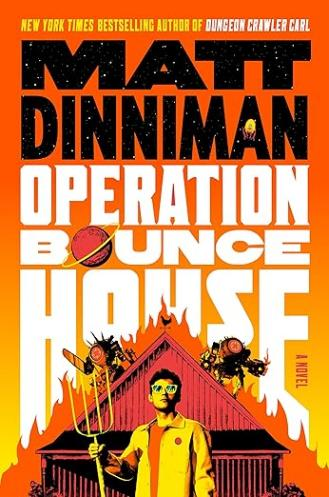 NEW YORK TIMES BESTSELLING AUTHOR OF DUNGEON CRAWLER CARL
MATT
DINNIMAN
OPERATION
BOUNCE
HOUSE
A NOVEL